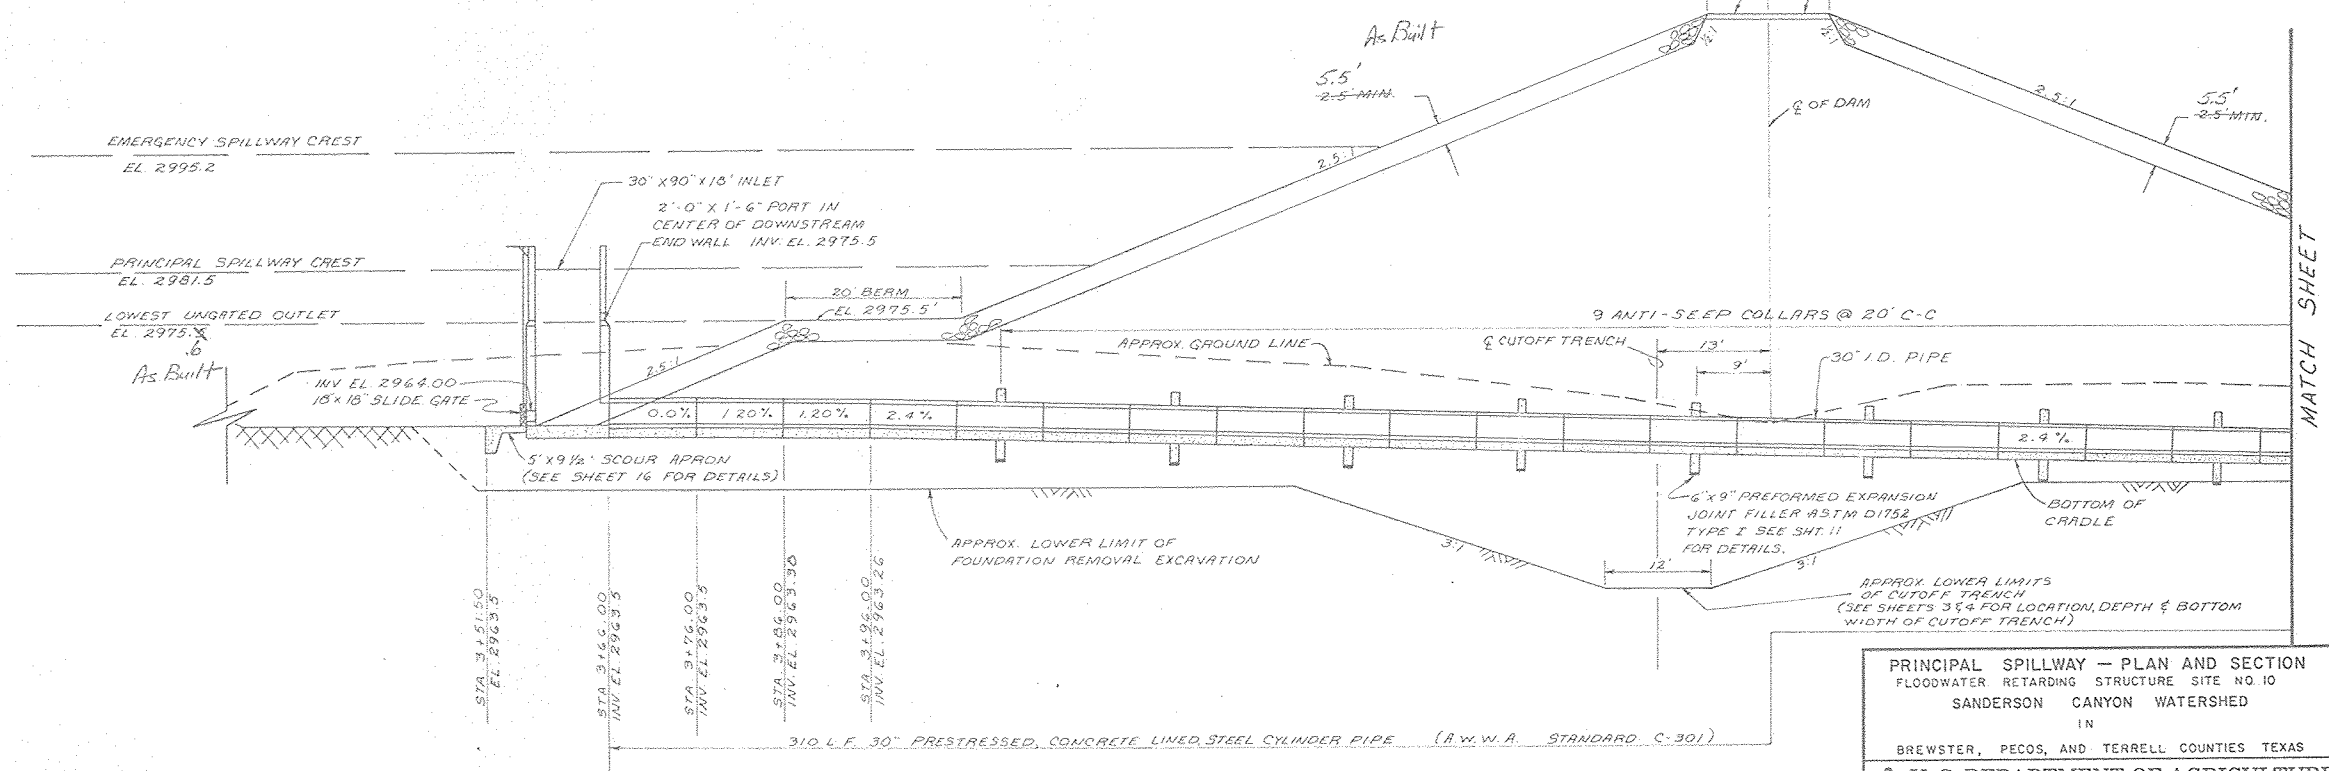 As Built
5.5'
2.5' MIN.
1/2:1
1/2:1
℄ OF DAM
2.5:1
5.5'
2.5' MIN.
EMERGENCY SPILLWAY CREST
EL. 2995.2
2.5:1
30" X 90" X 18' INLET
2'-0" X 1'-6" PORT IN
CENTER OF DOWNSTREAM
END WALL INV. EL. 2975.5
PRINCIPAL SPILLWAY CREST
EL. 2981.5
20' BERM
EL. 2975.5'
LOWEST UNGATED OUTLET
EL. 2975.5
.6
As Built
9 ANTI-SEEP COLLARS @ 20' C-C
APPROX. GROUND LINE
℄ CUTOFF TRENCH
13'
9'
30" I.D. PIPE
MATCH SHEET
2.5:1
INV. EL. 2964.00
18" X 18" SLIDE GATE
0.0%
1.20%
1.20%
2.4%
2.4%
5' X 9 1/2' SCOUR APRON
(SEE SHEET 16 FOR DETAILS)
6" X 9" PREFORMED EXPANSION
JOINT FILLER ASTM D1752
TYPE I SEE SHT. 11
FOR DETAILS.
BOTTOM OF
CRADLE
APPROX. LOWER LIMIT OF
FOUNDATION REMOVAL EXCAVATION
3:1
12'
3:1
APPROX. LOWER LIMITS
OF CUTOFF TRENCH
(SEE SHEETS 3 & 4 FOR LOCATION, DEPTH & BOTTOM
WIDTH OF CUTOFF TRENCH)
STA. 3+51.50
EL. 2963.5
STA. 3+66.00
INV. EL. 2963.5
STA. 3+76.00
INV. EL. 2963.5
STA. 3+86.00
INV. EL. 2963.38
STA. 3+96.00
INV. EL. 2963.26
310 L.F. 30" PRESTRESSED, CONCRETE LINED, STEEL CYLINDER PIPE (A.W.W.A. STANDARD C-301)
PRINCIPAL SPILLWAY — PLAN AND SECTION
FLOODWATER RETARDING STRUCTURE SITE NO. 10
SANDERSON CANYON WATERSHED
IN
BREWSTER, PECOS, AND TERRELL COUNTIES TEXAS
U. S. DEPARTMENT OF AGRICULTURE